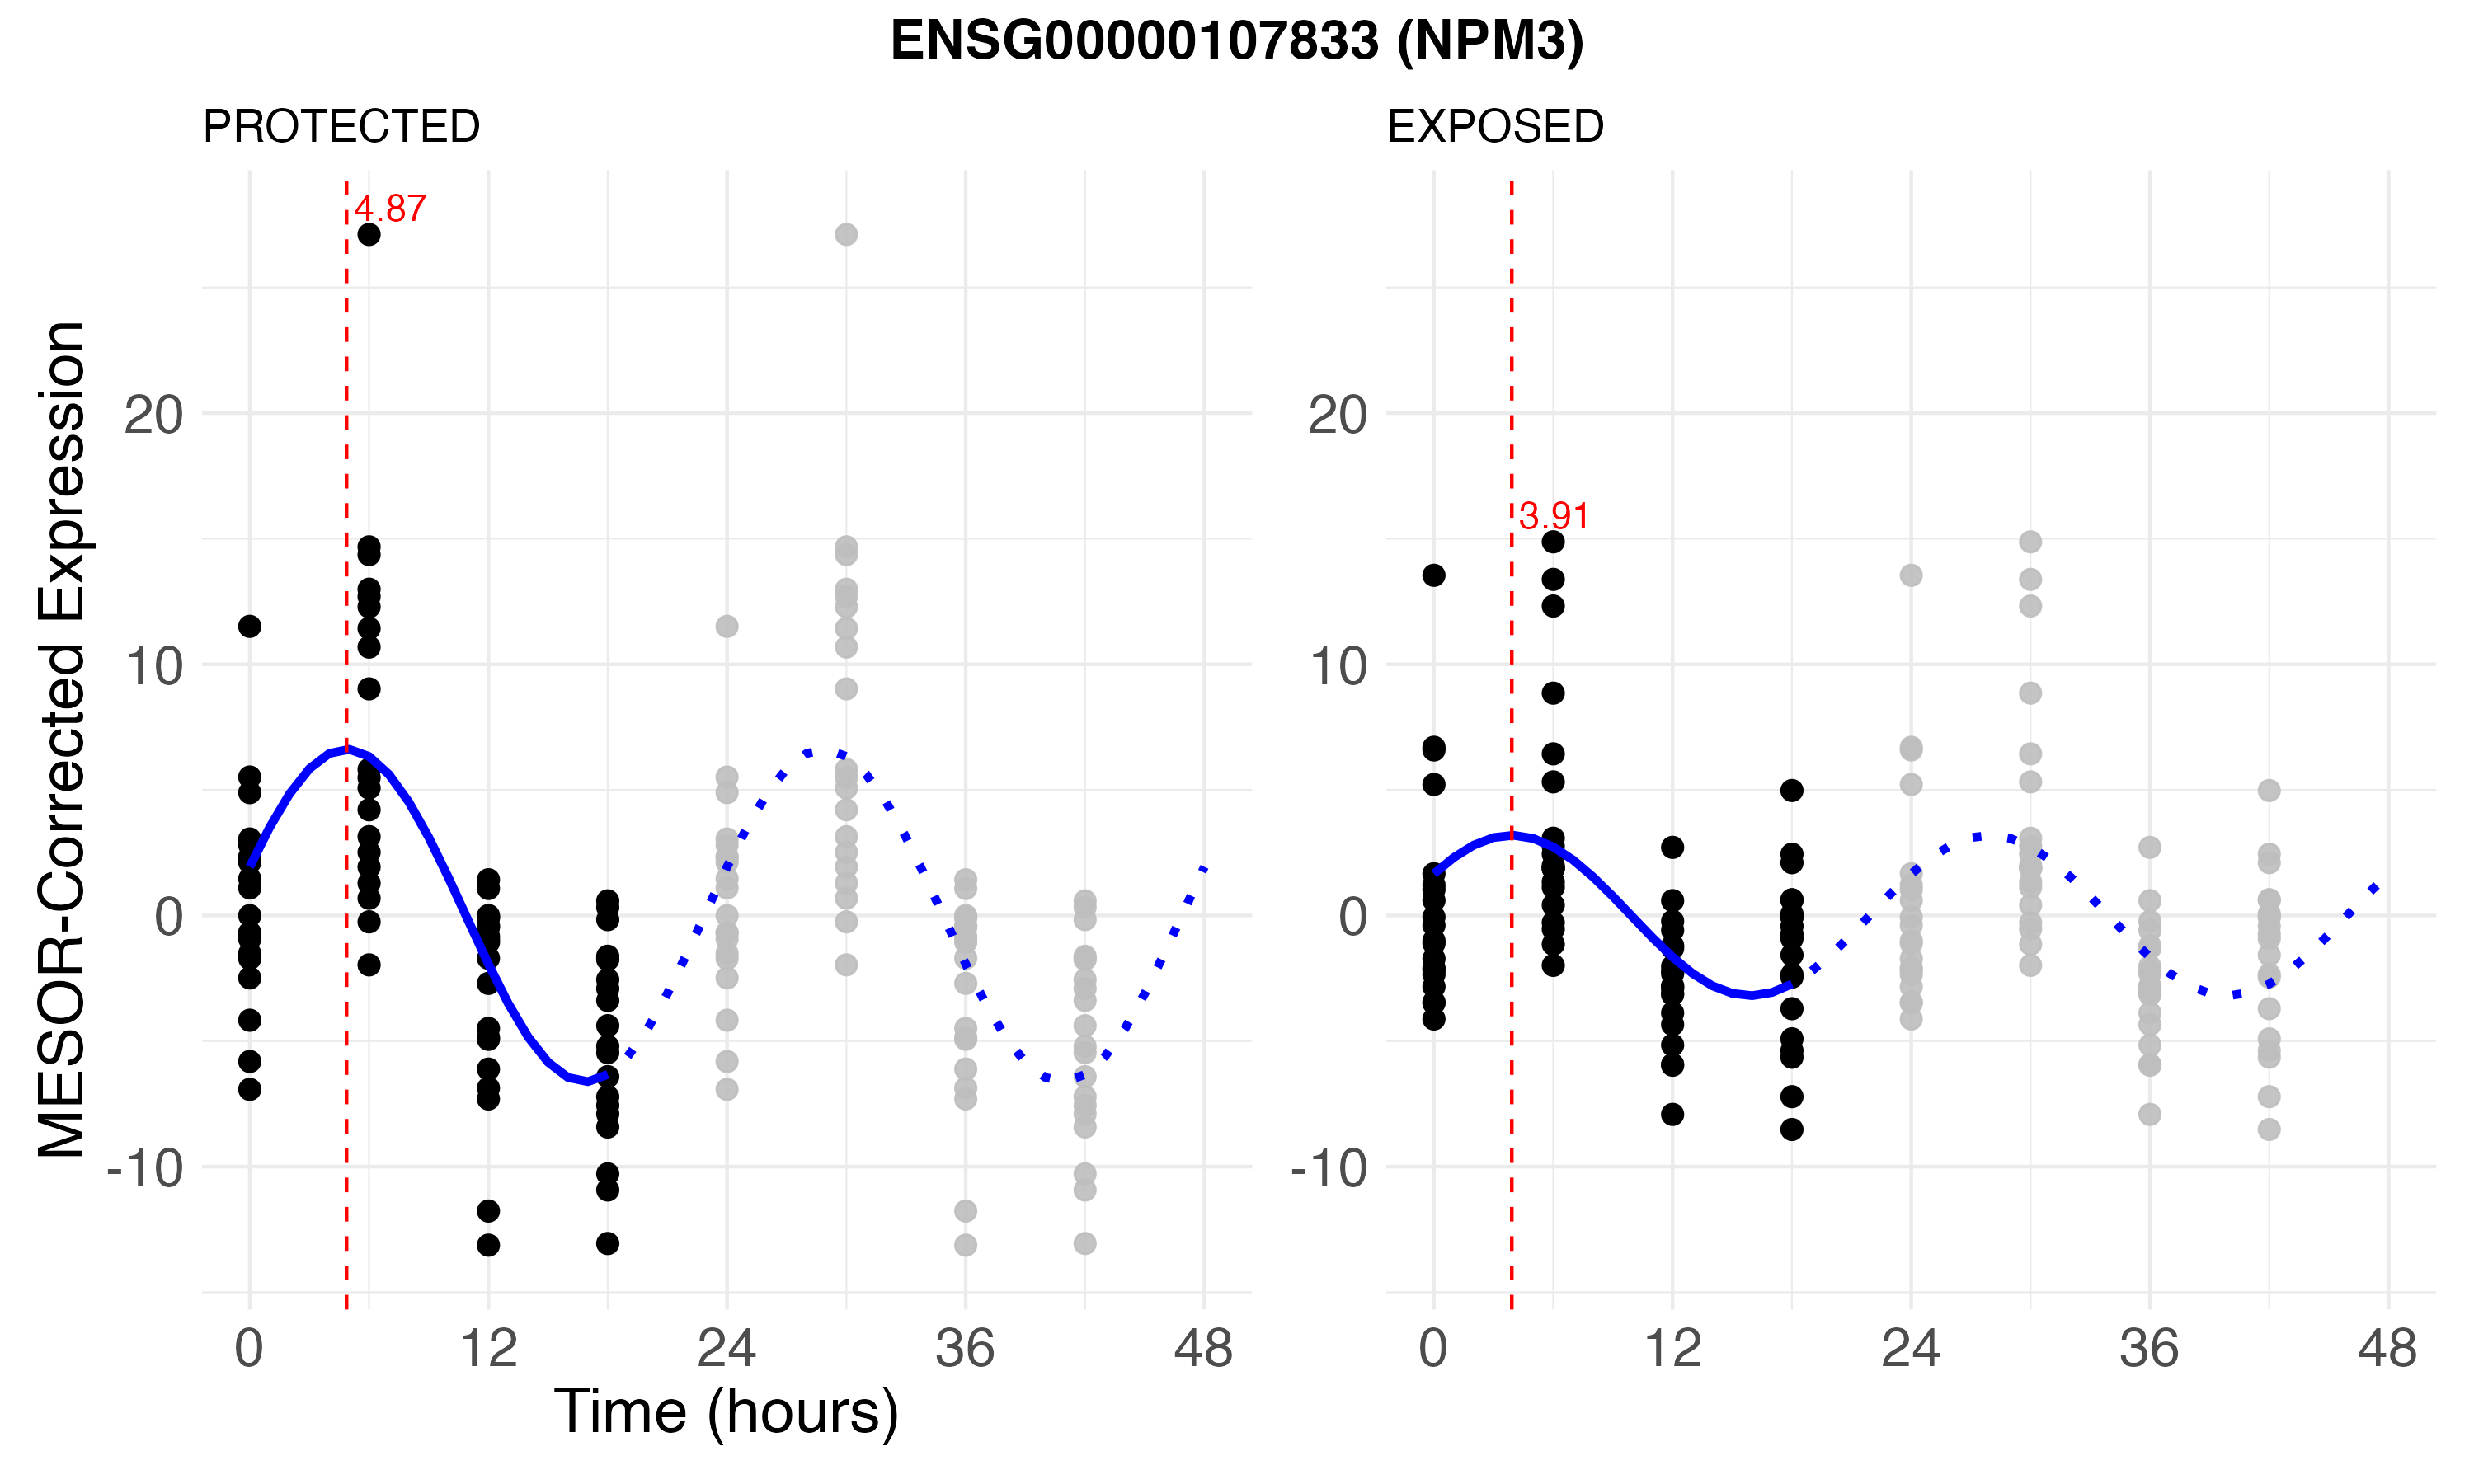 ENSG00000107833 (NPM3)
PROTECTED
EXPOSED
MESOR-Corrected Expression
4.87
20
10
0
-10
0 12 24 36 48
Time (hours)
3.91
20
10
0
-10
0 12 24 36 48